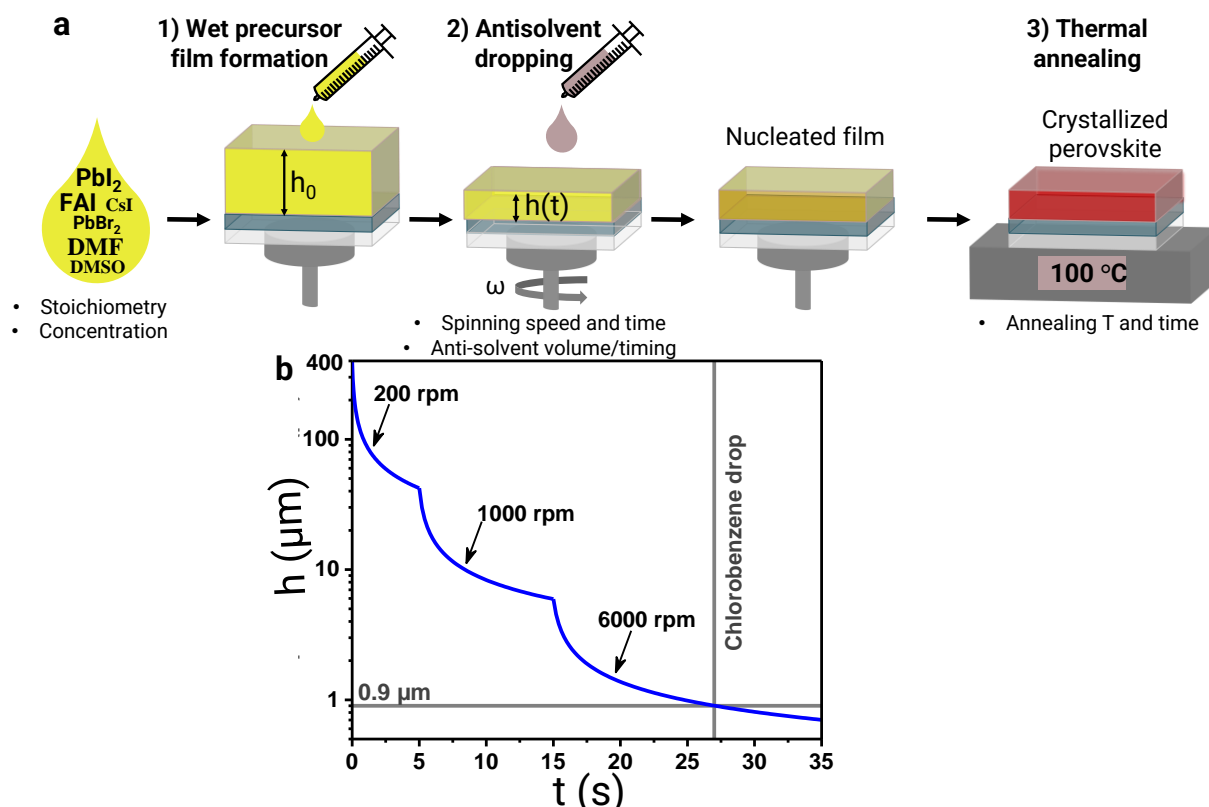 a
1) Wet precursor
film formation
2) Antisolvent
dropping
3) Thermal
annealing
Nucleated film
Crystallized
perovskite
PbI₂
FAI CsI
PbBr₂
DMF
DMSO
h₀
h(t)
ω
100 °C
• Stoichiometry
• Concentration
• Spinning speed and time
• Anti-solvent volume/timing
• Annealing T and time
b
400
100
10
1
h (µm)
200 rpm
1000 rpm
6000 rpm
0.9 µm
Chlorobenzene drop
0 5 10 15 20 25 30 35
t (s)